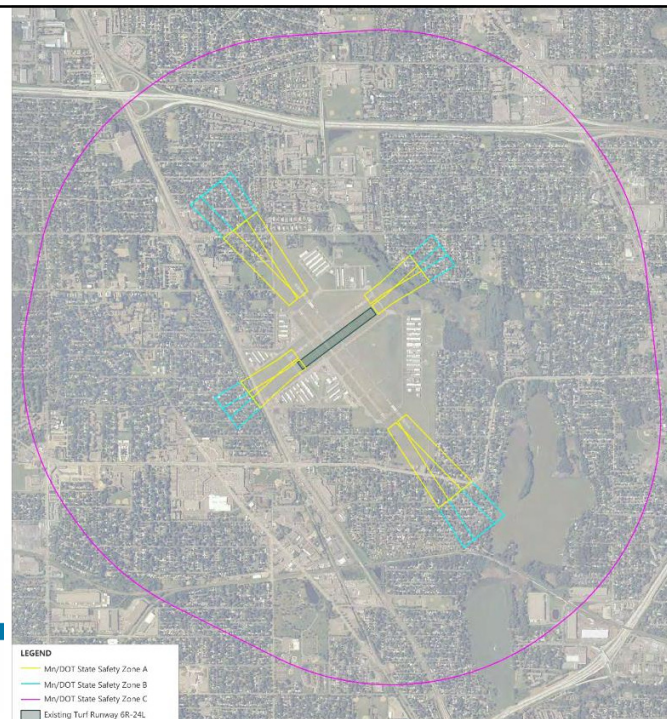 LEGEND
Mn/DOT State Safety Zone A
Mn/DOT State Safety Zone B
Mn/DOT State Safety Zone C
Existing Turf Runway 6R-24L